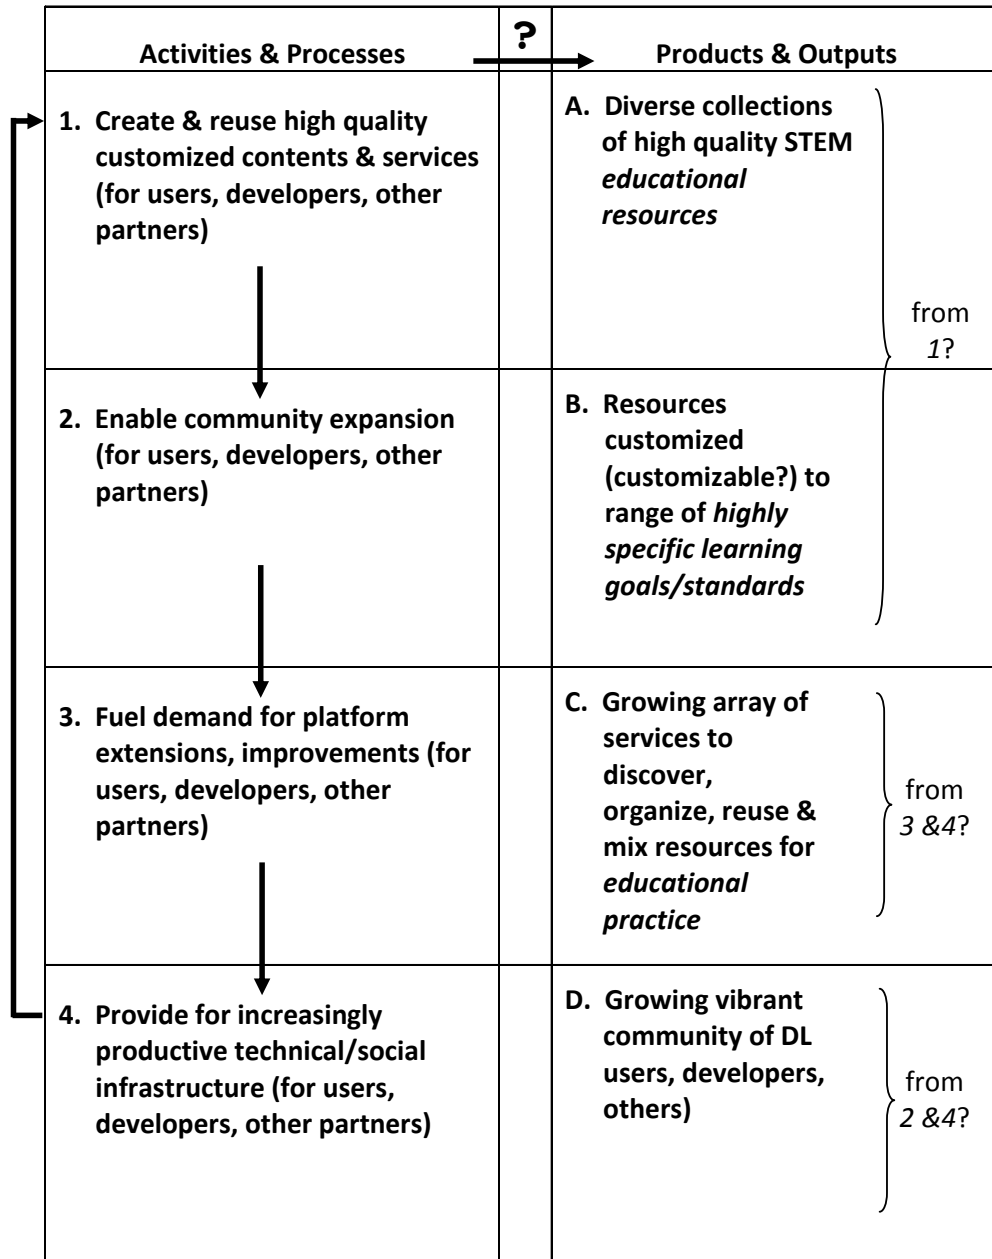 Activities & Processes
?
Products & Outputs
1. Create & reuse high quality
customized contents & services
(for users, developers, other
partners)
A. Diverse collections
of high quality STEM
educational
resources
from
1?
2. Enable community expansion
(for users, developers, other
partners)
B. Resources
customized
(customizable?) to
range of highly
specific learning
goals/standards
3. Fuel demand for platform
extensions, improvements (for
users, developers, other
partners)
C. Growing array of
services to
discover,
organize, reuse &
mix resources for
educational
practice
from
3 &4?
4. Provide for increasingly
productive technical/social
infrastructure (for users,
developers, other partners)
D. Growing vibrant
community of DL
users, developers,
others)
from
2 &4?